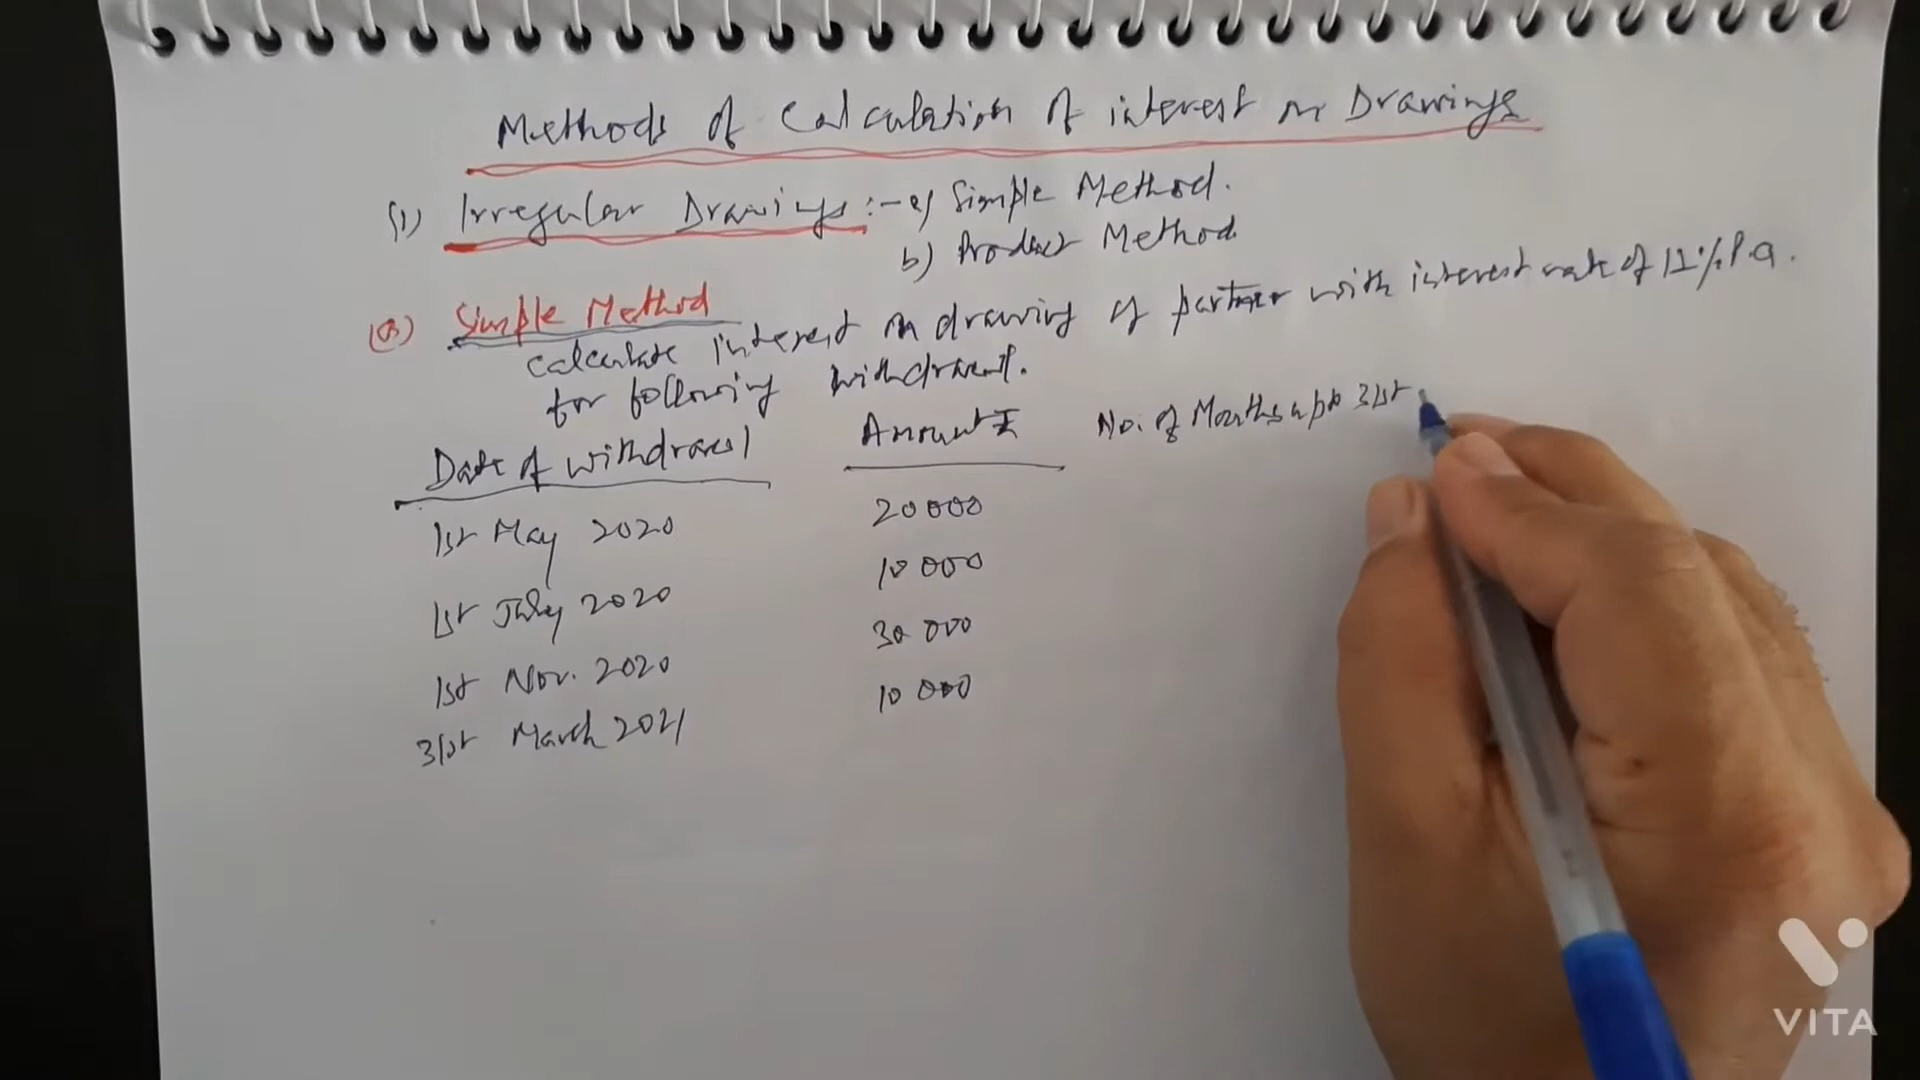 Methods of Calculation of interest on Drawings
(1) Irregular Drawings :- a) Simple Method.
b) Product Method
(a) Simple Method
Calculate interest on drawing of partner with interest rate of 12% P.a.
for following withdrawal.
Date of withdrawal Amount ₹ No. of Months upto 31st
1st May 2020 20000
1st July 2020 10000
1st Nov. 2020 30000
31st March 2021 10000
VITA